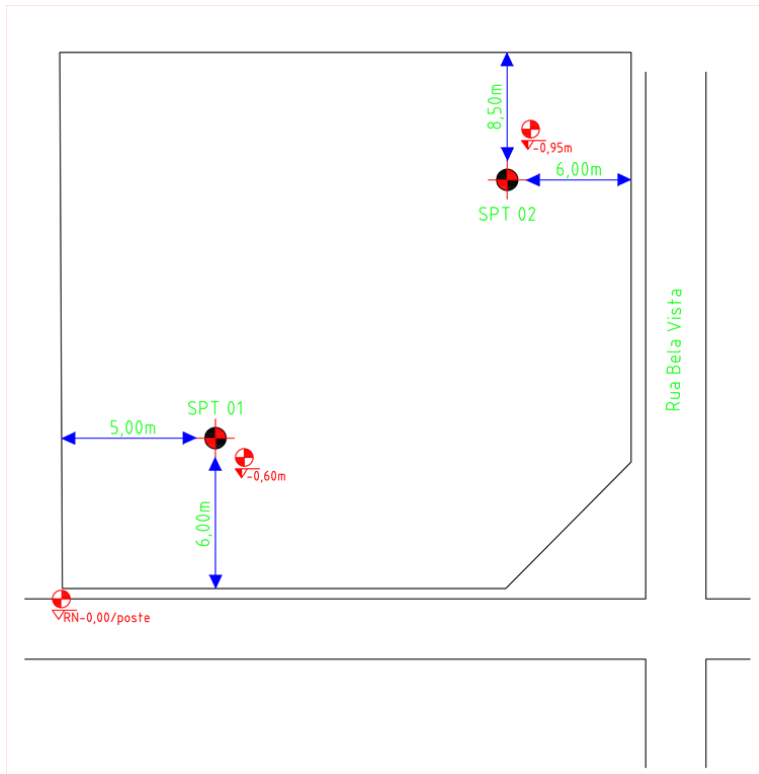 8,50m
-0,95m
6,00m
SPT 02
Rua Bela Vista
SPT 01
5,00m
-0,60m
6,00m
RN-0,00/poste